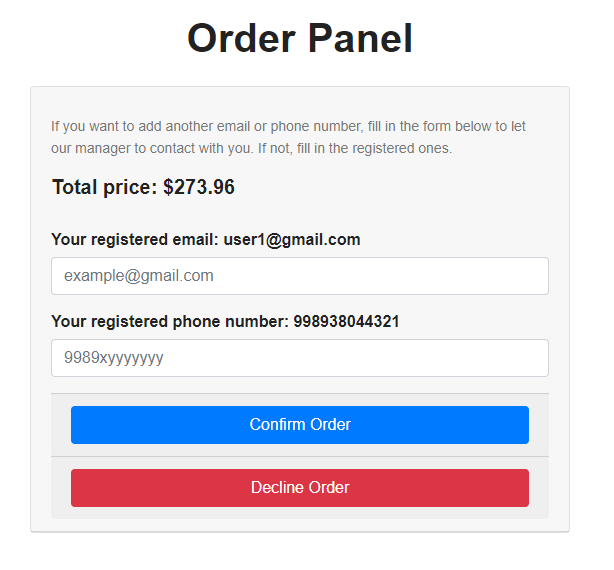 Order Panel
If you want to add another email or phone number, fill in the form below to let
our manager to contact with you. If not, fill in the registered ones.
Total price: $273.96
Your registered email: user1@gmail.com
example@gmail.com
Your registered phone number: 998938044321
9989xyyyyyyy
Confirm Order
Decline Order